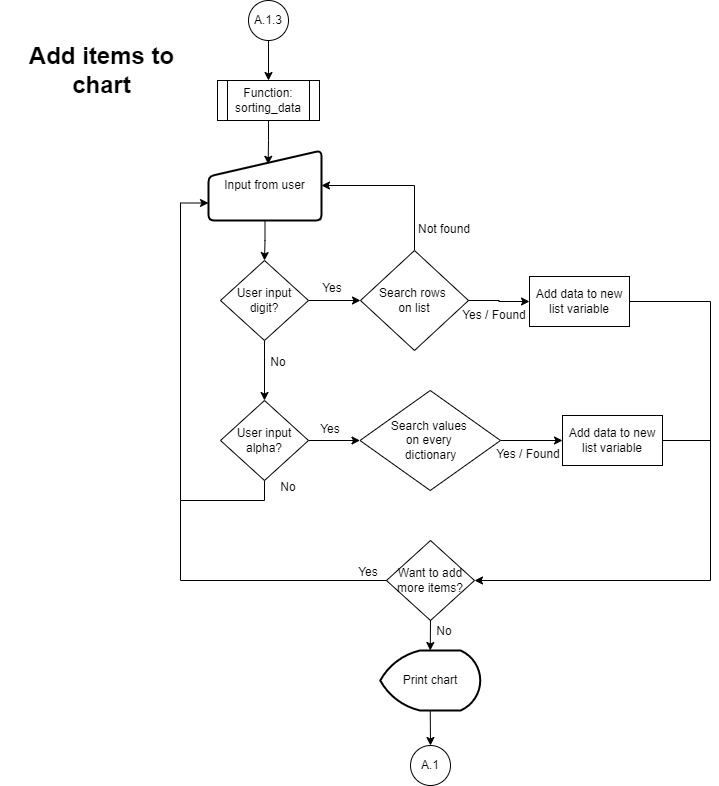 A.1.3
Add items to
chart
Function:
sorting_data
Input from user
Not found
User input
digit?
Yes
Search rows
on list
Yes / Found
Add data to new
list variable
No
User input
alpha?
Yes
Search values
on every
dictionary
Yes / Found
Add data to new
list variable
No
Yes
Want to add
more items?
No
Print chart
A.1